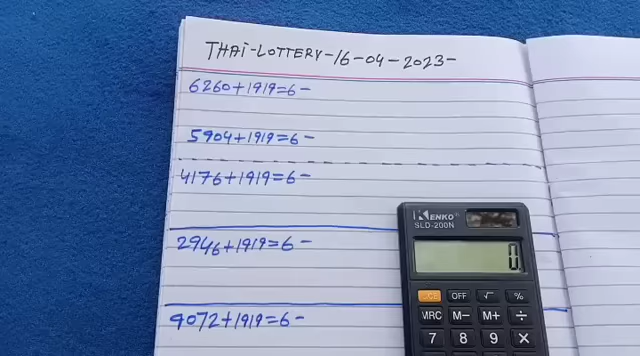 THAI-LOTTERY-16-04-2023-
6260+1919=6-
5904+1919=6-
4176+1919=6-
2946+1919=6-
9072+1919=6-
KENKO
SLD-200N
0
CE OFF √ %
MRC M- M+ ÷
7 8 9 ×